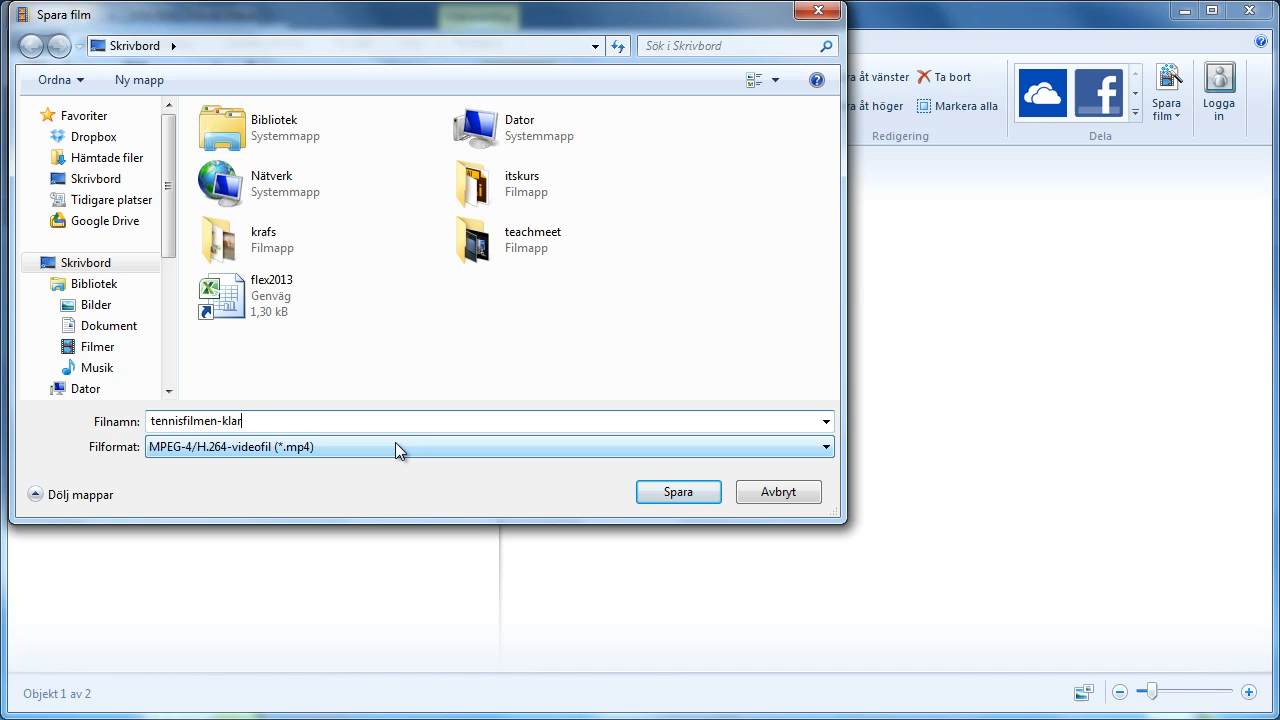 Spara film
Skrivbord
Sök i Skrivbord
Ordna
Ny mapp
Favoriter
Dropbox
Hämtade filer
Skrivbord
Tidigare platser
Google Drive
Skrivbord
Bibliotek
Bilder
Dokument
Filmer
Musik
Dator
Bibliotek
Systemmapp
Dator
Systemmapp
Nätverk
Systemmapp
itskurs
Filmapp
krafs
Filmapp
teachmeet
Filmapp
flex2013
Genväg
1,30 kB
Filnamn: tennisfilmen-klar
Filformat: MPEG-4/H.264-videofil (*.mp4)
Dölj mappar
Spara
Avbryt
a åt vänster
Ta bort
a åt höger
Markera alla
Redigering
Spara
film
Logga
in
Dela
Objekt 1 av 2